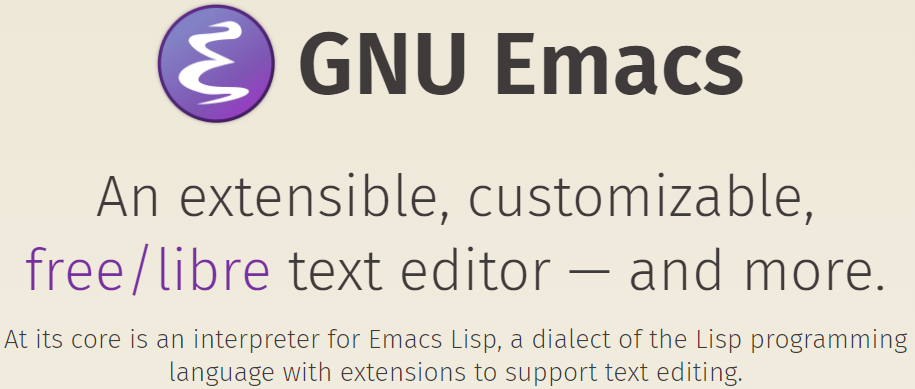 GNU Emacs
An extensible, customizable,
free/libre text editor — and more.
At its core is an interpreter for Emacs Lisp, a dialect of the Lisp programming
language with extensions to support text editing.